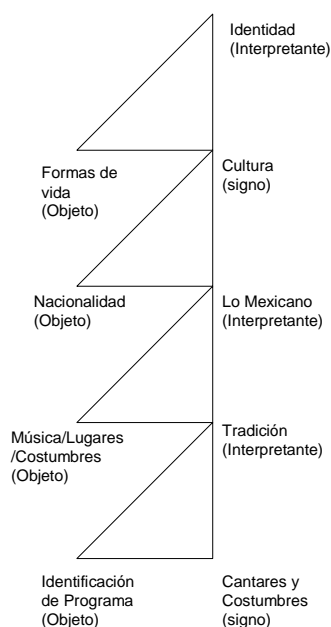 Identidad
(Interpretante)
Formas de
vida
(Objeto)
Cultura
(signo)
Nacionalidad
(Objeto)
Lo Mexicano
(Interpretante)
Música/Lugares
/Costumbres
(Objeto)
Tradición
(Interpretante)
Identificación
de Programa
(Objeto)
Cantares y
Costumbres
(signo)